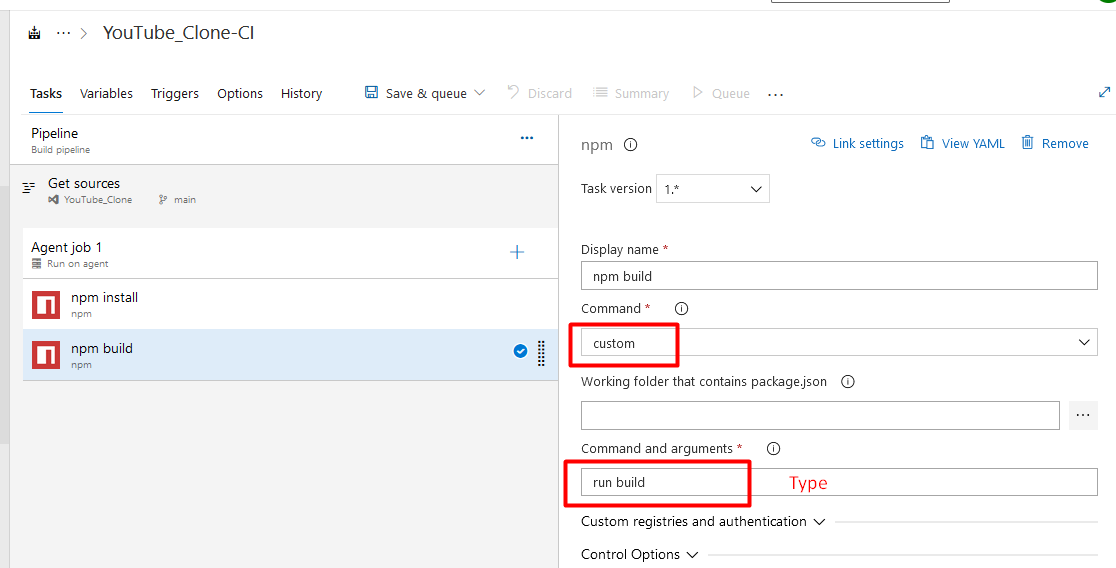 ··· > YouTube_Clone-CI
Tasks Variables Triggers Options History Save & queue Discard Summary Queue ···
Pipeline
Build pipeline
Get sources
YouTube_Clone main
Agent job 1
Run on agent
npm install
npm
npm build
npm
npm
Link settings View YAML Remove
Task version 1.*
Display name *
npm build
Command *
custom
Working folder that contains package.json
Command and arguments *
run build Type
Custom registries and authentication
Control Options